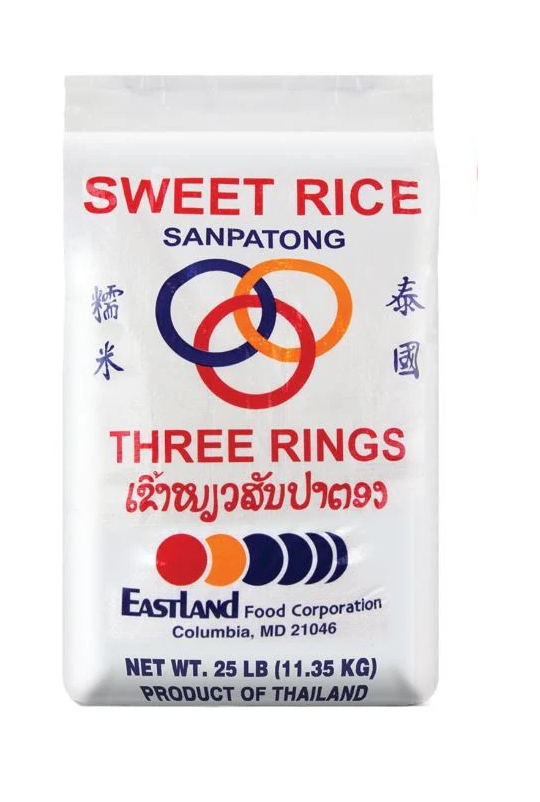 SWEET RICE
SANPATONG
糯米
泰國
THREE RINGS
ເຂົ້າໜຽວສັນປາຕອງ
EASTLAND Food Corporation
Columbia, MD 21046
NET WT. 25 LB (11.35 KG)
PRODUCT OF THAILAND